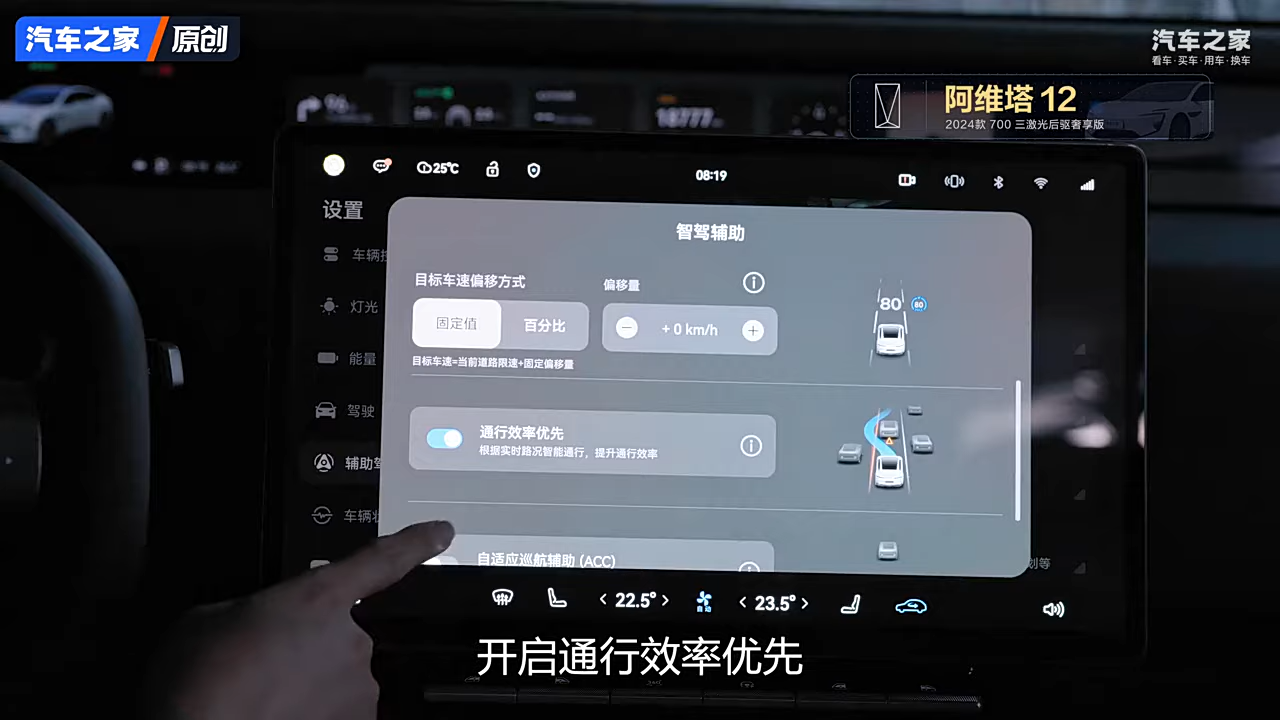 汽车之家 原创
汽车之家
看车·买车·用车·换车
阿维塔 12
2024款 700 三激光后驱奢享版
25℃
08:19
设置
智驾辅助
车辆
灯光
能量
驾驶
辅助驾
车辆
目标车速偏移方式
偏移量
固定值
百分比
+ 0 km/h
目标车速=当前道路限速+固定偏移量
80
80
通行效率优先
根据实时路况智能通行，提升通行效率
自适应巡航辅助 (ACC)
划等
22.5°
自动
23.5°
开启通行效率优先